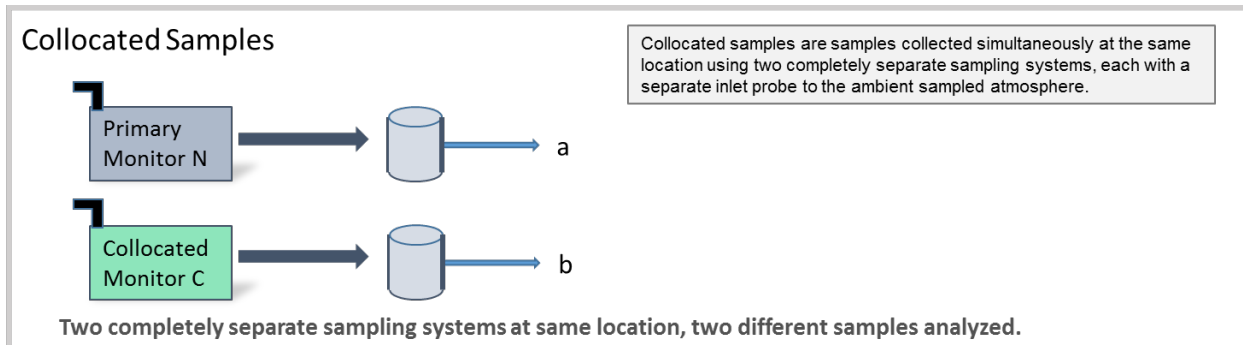 Collocated Samples
Collocated samples are samples collected simultaneously at the same
location using two completely separate sampling systems, each with a
separate inlet probe to the ambient sampled atmosphere.
Primary
Monitor N
a
Collocated
Monitor C
b
Two completely separate sampling systems at same location, two different samples analyzed.